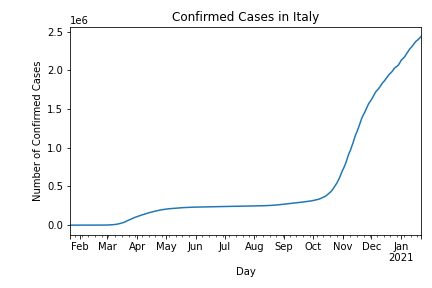 Confirmed Cases in Italy
1e6
2.5
2.0
1.5
1.0
0.5
0.0
Number of Confirmed Cases
Feb Mar Apr May Jun Jul Aug Sep Oct Nov Dec Jan
2021
Day